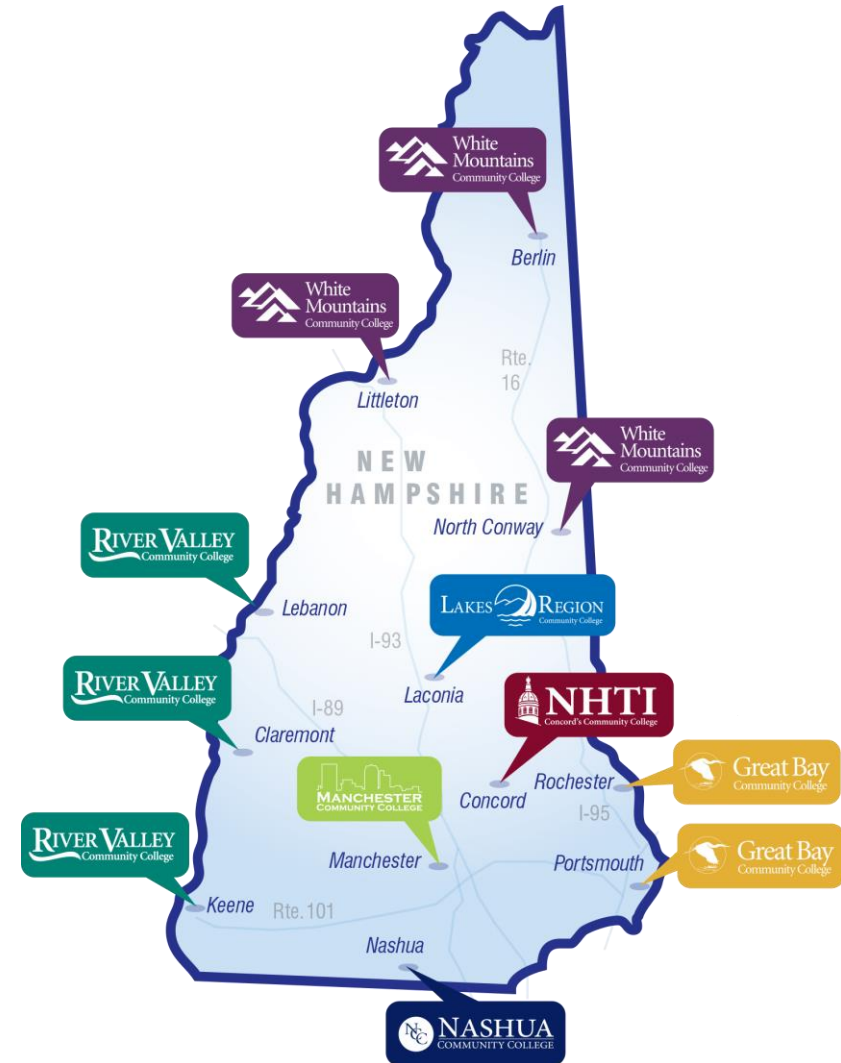 White
Mountains
Community College
Berlin
White
Mountains
Community College
Littleton
Rte.
16
White
Mountains
Community College
NEW
HAMPSHIRE
North Conway
RIVER VALLEY
Community College
Lebanon
LAKES REGION
Community College
I-93
Laconia
RIVER VALLEY
Community College
I-89
Claremont
NHTI
Concord's Community College
MANCHESTER
COMMUNITY COLLEGE
Concord
Rochester
Great Bay
Community College
I-95
RIVER VALLEY
Community College
Manchester
Portsmouth
Great Bay
Community College
Keene
Rte. 101
Nashua
NCC
NASHUA
COMMUNITY COLLEGE